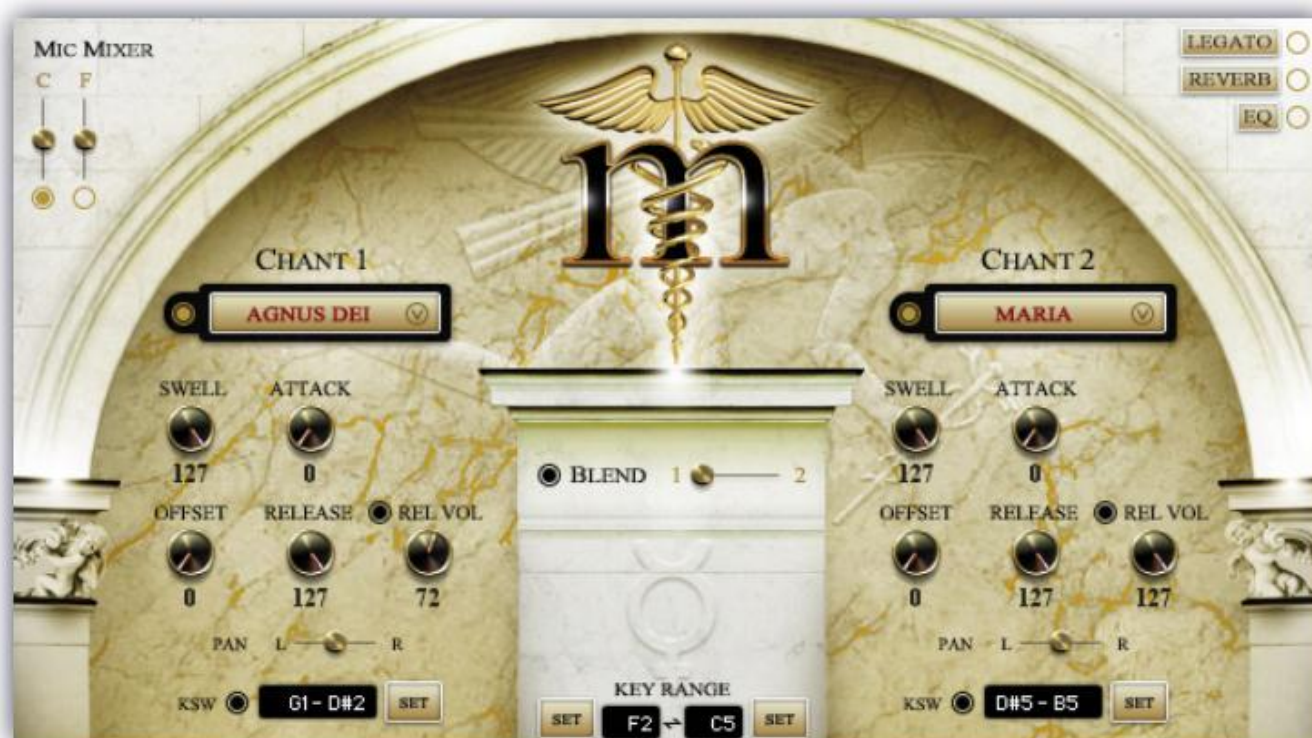 MIC MIXER
C F
LEGATO
REVERB
EQ
m
CHANT 1
AGNUS DEI V
SWELL ATTACK
127 0
OFFSET RELEASE REL VOL
0 127 72
PAN L R
KSW G1 - D#2 SET
BLEND 1 2
KEY RANGE
SET F2 C5 SET
CHANT 2
MARIA V
SWELL ATTACK
127 0
OFFSET RELEASE REL VOL
0 127 127
PAN L R
KSW D#5 - B5 SET